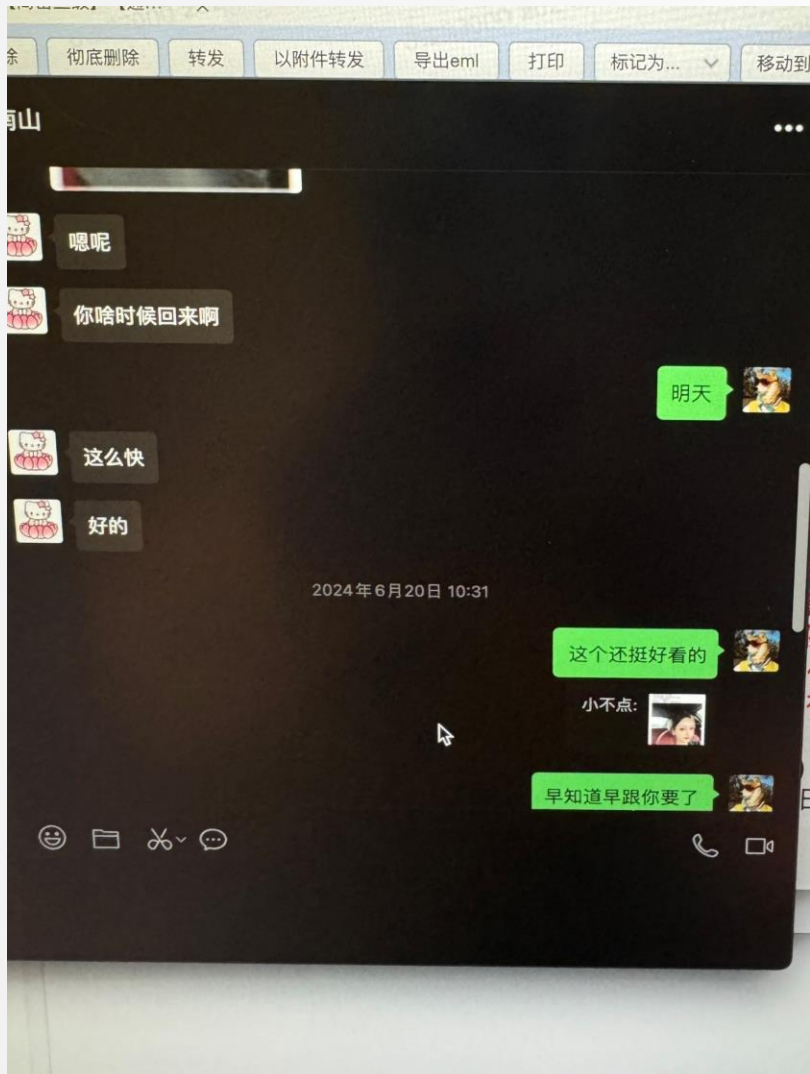 彻底删除
转发
以附件转发
导出eml
打印
标记为...
移动到
南山
嗯呢
你啥时候回来啊
明天
这么快
好的
2024年6月20日 10:31
这个还挺好看的
小不点:
早知道早跟你要了